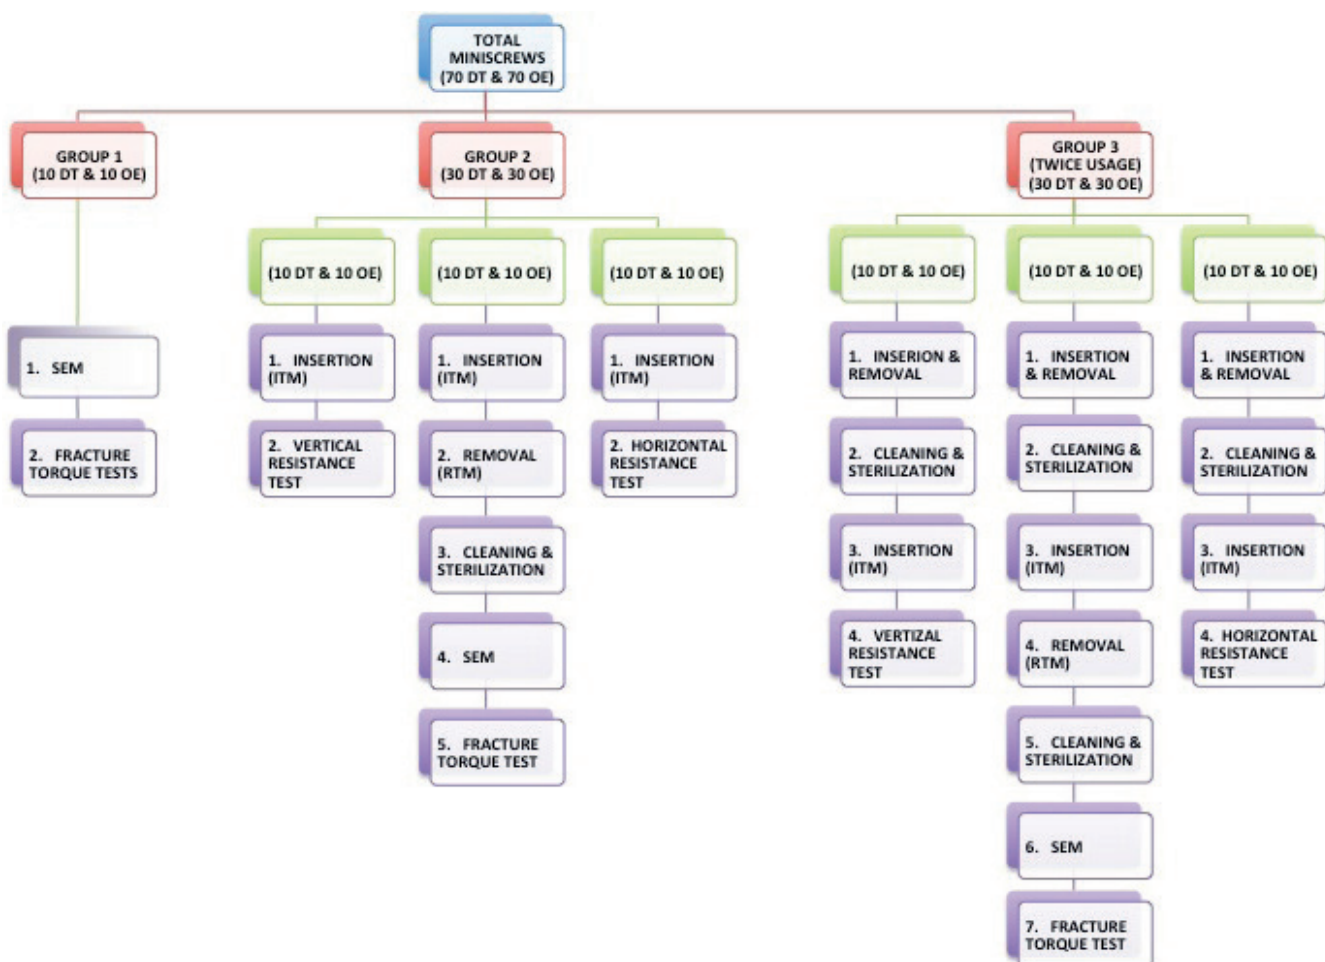 TOTAL
MINISCREWS
(70 DT & 70 OE)
GROUP 1
(10 DT & 10 OE)
GROUP 2
(30 DT & 30 OE)
GROUP 3
(TWICE USAGE)
(30 DT & 30 OE)
(10 DT & 10 OE)
(10 DT & 10 OE)
(10 DT & 10 OE)
(10 DT & 10 OE)
(10 DT & 10 OE)
(10 DT & 10 OE)
1. SEM
2. FRACTURE
TORQUE TESTS
1. INSERTION
(ITM)
2. VERTICAL
RESISTANCE
TEST
1. INSERTION
(ITM)
2. REMOVAL
(RTM)
3. CLEANING &
STERILIZATION
4. SEM
5. FRACTURE
TORQUE TEST
1. INSERTION
(ITM)
2. HORIZONTAL
RESISTANCE
TEST
1. INSERION &
REMOVAL
2. CLEANING &
STERILIZATION
3. INSERTION
(ITM)
4. VERTIZAL
RESISTANCE
TEST
1. INSERTION
& REMOVAL
2. CLEANING &
STERILIZATION
3. INSERTION
(ITM)
4. REMOVAL
(RTM)
5. CLEANING &
STERILIZATION
6. SEM
7. FRACTURE
TORQUE TEST
1. INSERTION
& REMOVAL
2. CLEANING &
STERILIZATION
3. INSERTION
(ITM)
4. HORIZONTAL
RESISTANCE
TEST